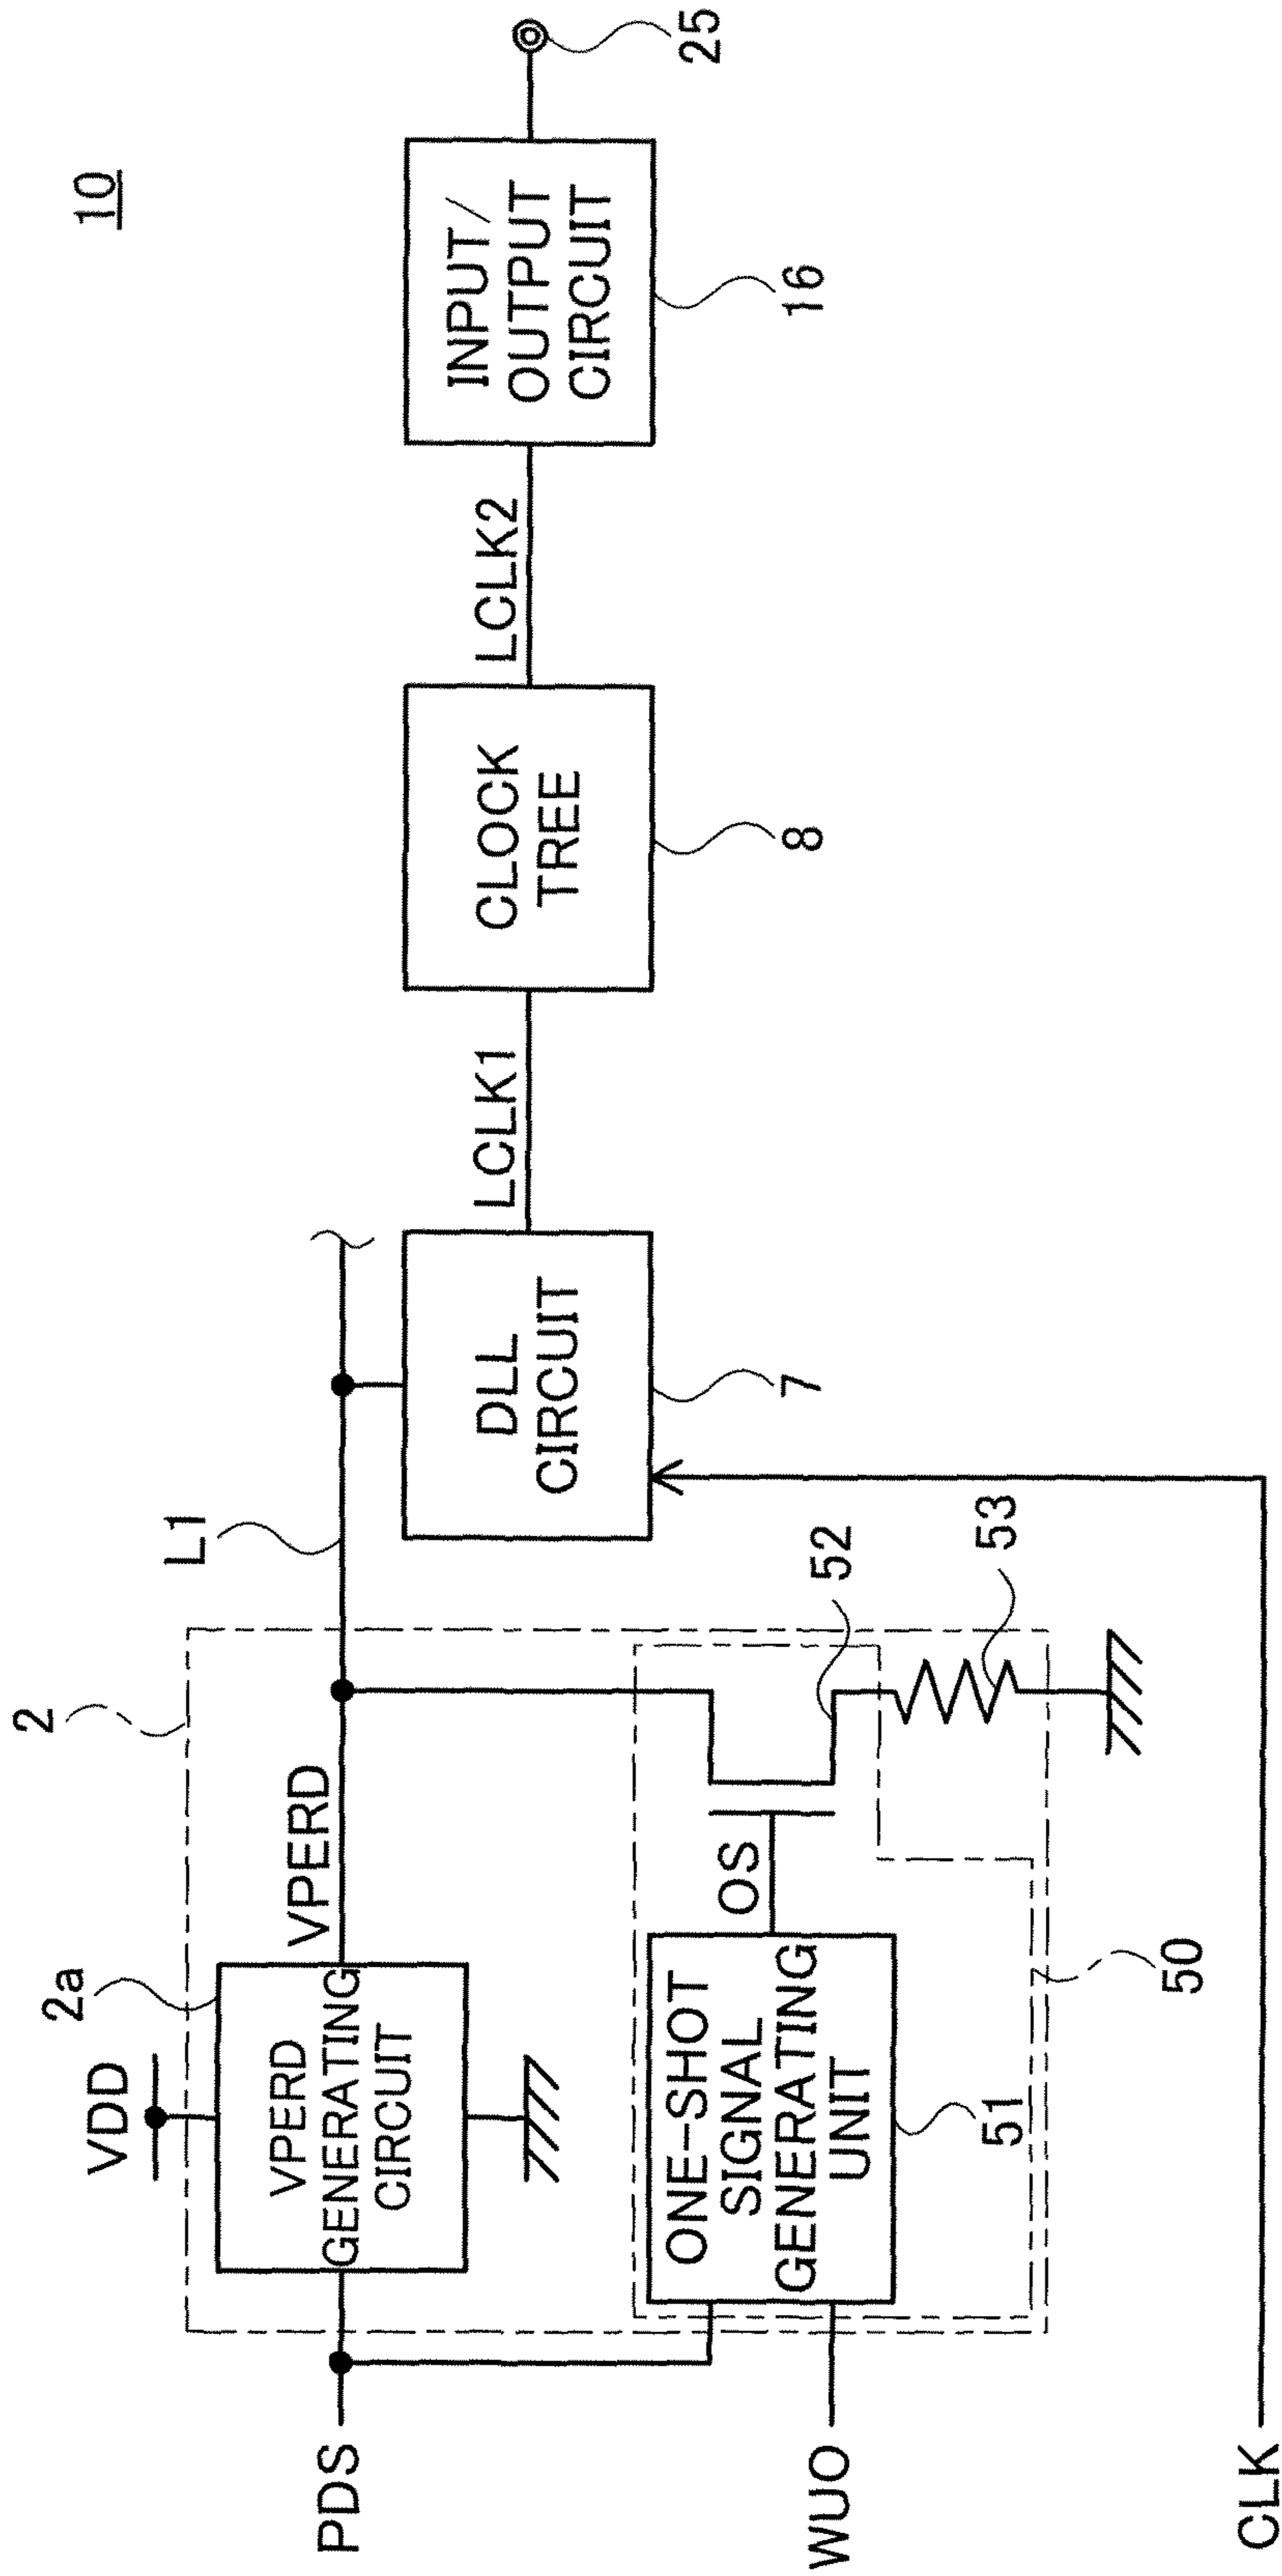 10
2
2a
VDD
VPERD
GENERATING
CIRCUIT
VPERD
L1
PDS
DLL
CIRCUIT
7
LCLK1
CLOCK
TREE
8
LCLK2
INPUT/
OUTPUT
CIRCUIT
16
25
ONE-SHOT
SIGNAL
GENERATING
UNIT
51
OS
52
53
50
WUO
CLK